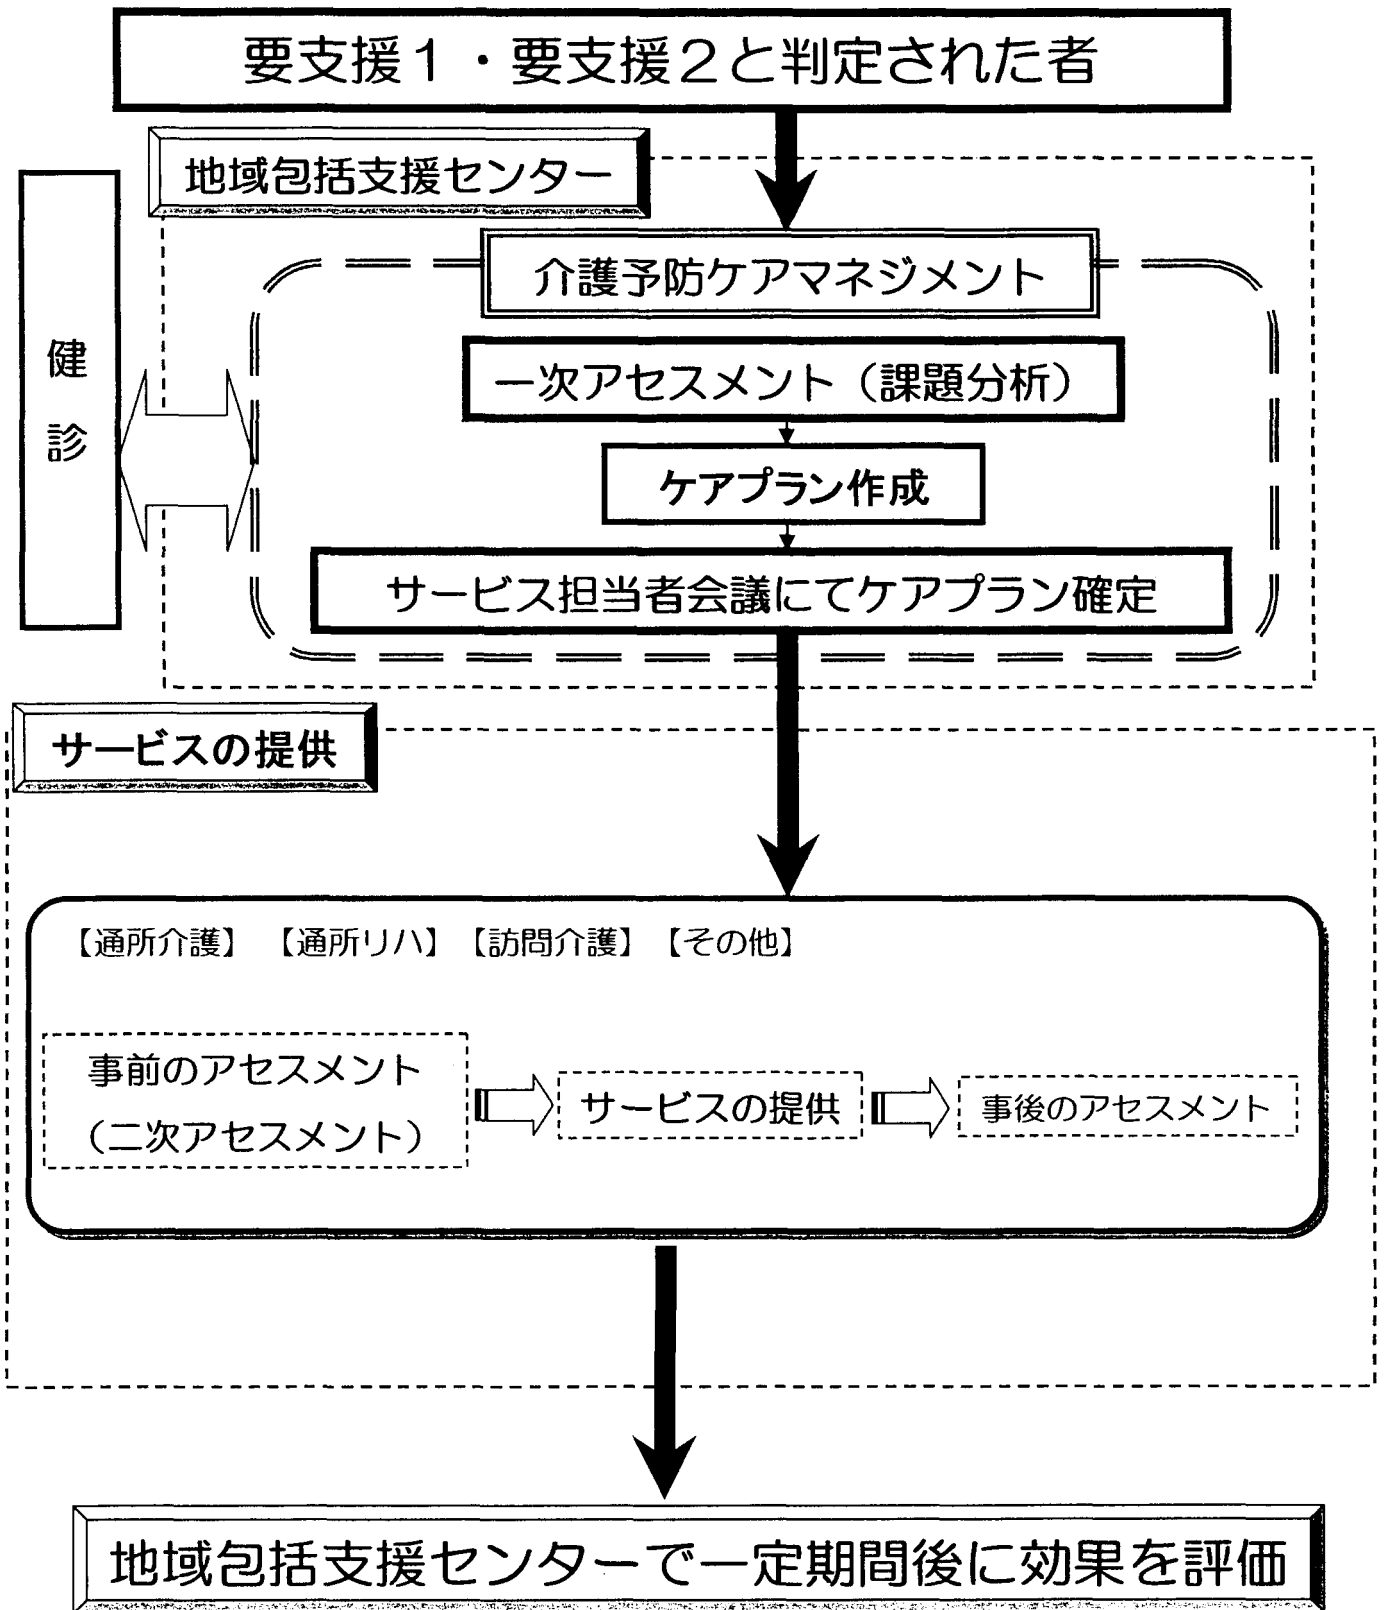 要支援１・要支援２と判定された者
地域包括支援センター
介護予防ケアマネジメント
一次アセスメント（課題分析）
健
診
ケアプラン作成
サービス担当者会議にてケアプラン確定
サービスの提供
【通所介護】 【通所リハ】 【訪問介護】 【その他】
事前のアセスメント
（二次アセスメント）
サービスの提供
事後のアセスメント
地域包括支援センターで一定期間後に効果を評価